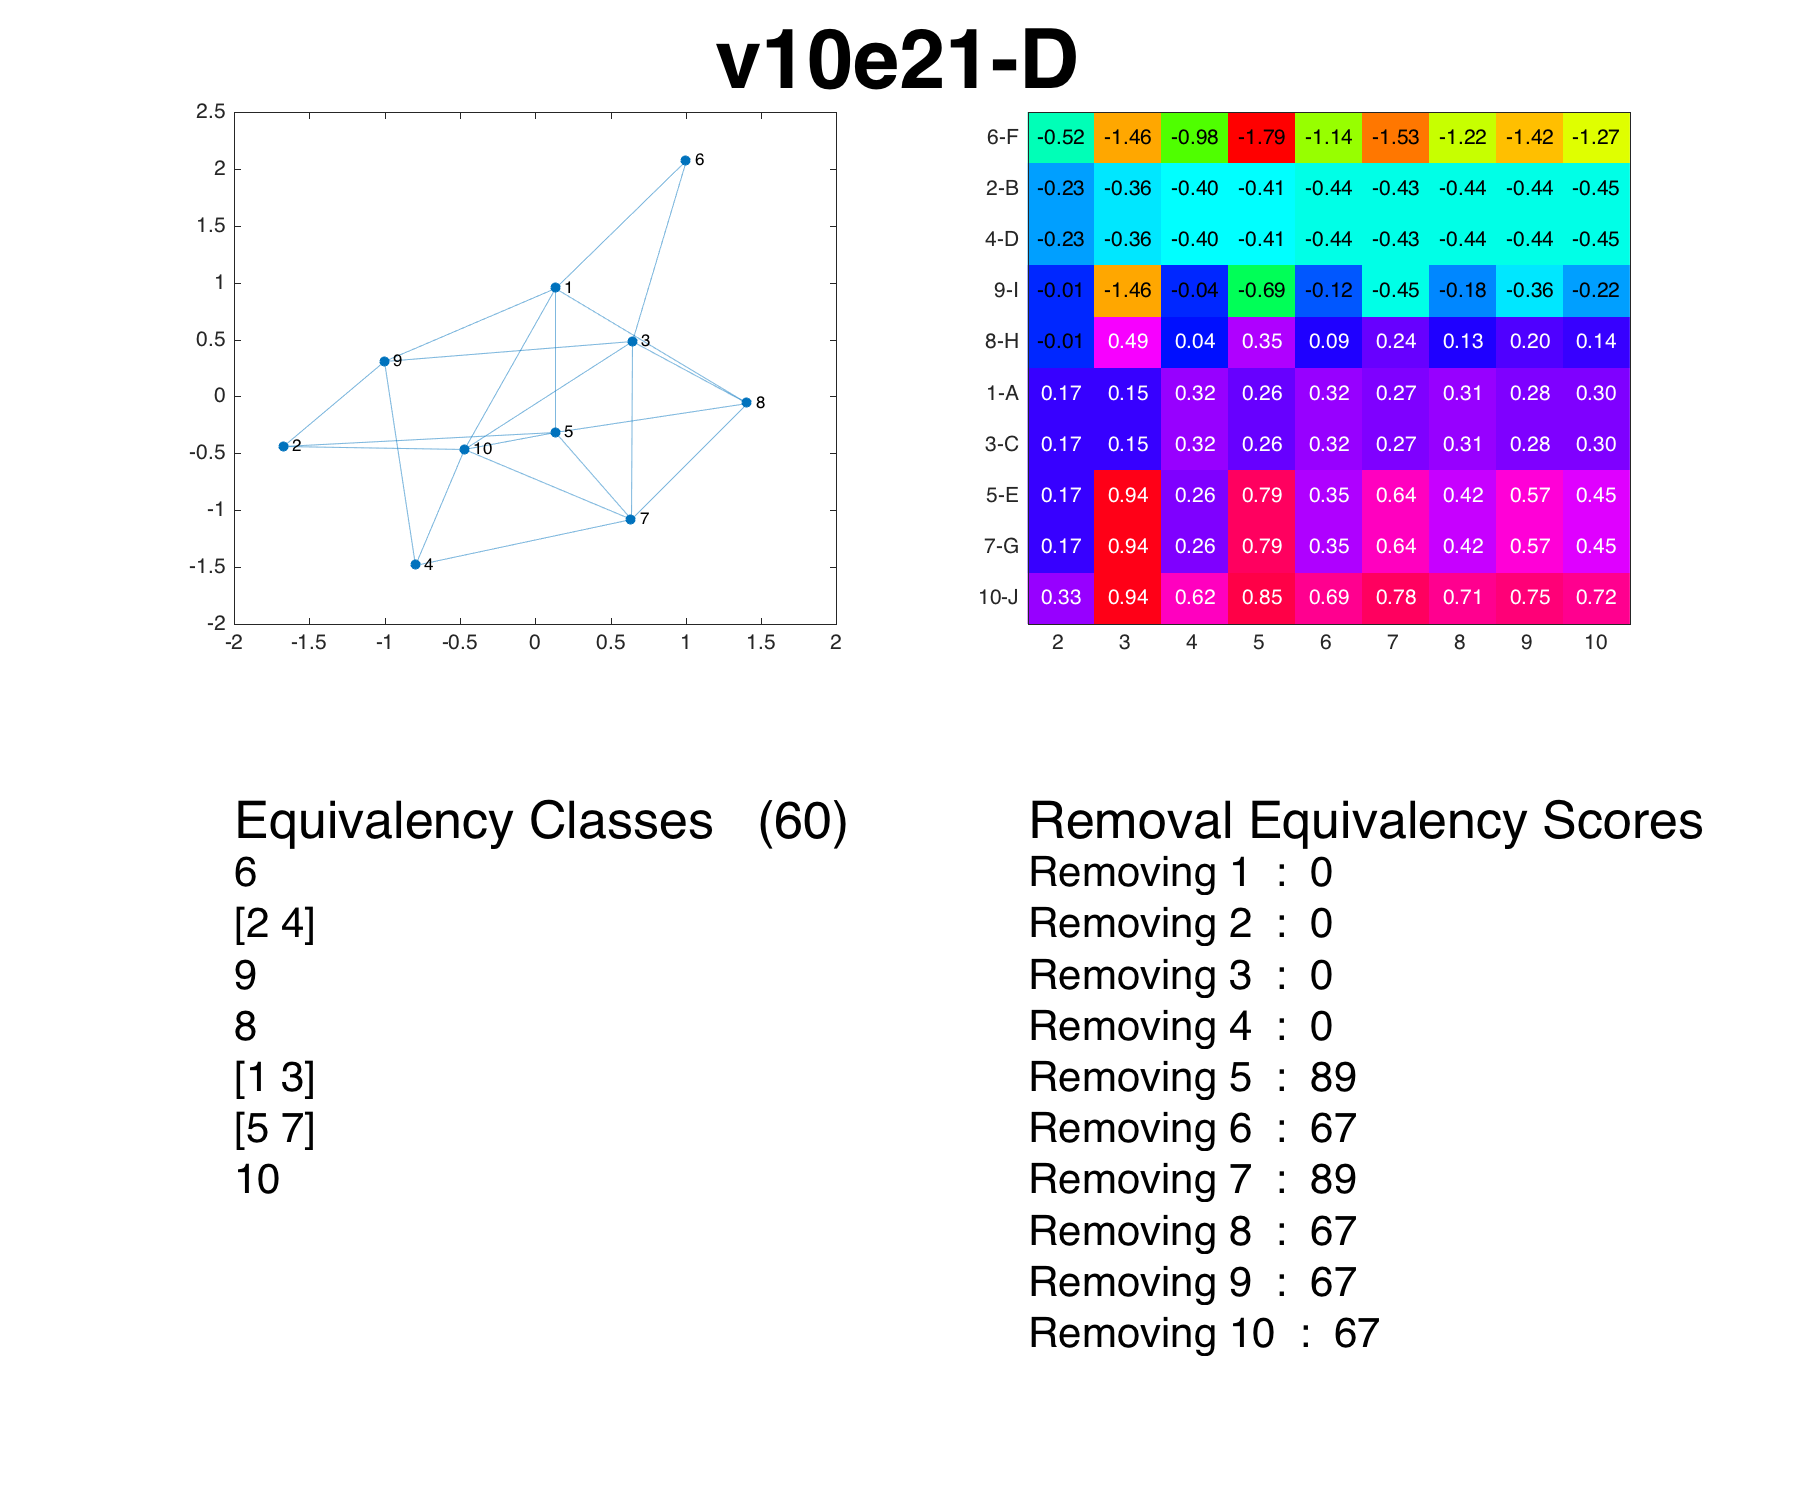 v10e21-D
2.5
2
1.5
1
0.5
0
-0.5
-1
-1.5
-2
-2 -1.5 -1 -0.5 0 0.5 1 1.5 2
6
1
3
9
8
5
2
10
7
4
6-F -0.52 -1.46 -0.98 -1.79 -1.14 -1.53 -1.22 -1.42 -1.27
2-B -0.23 -0.36 -0.40 -0.41 -0.44 -0.43 -0.44 -0.44 -0.45
4-D -0.23 -0.36 -0.40 -0.41 -0.44 -0.43 -0.44 -0.44 -0.45
9-I -0.01 -1.46 -0.04 -0.69 -0.12 -0.45 -0.18 -0.36 -0.22
8-H -0.01 0.49 0.04 0.35 0.09 0.24 0.13 0.20 0.14
1-A 0.17 0.15 0.32 0.26 0.32 0.27 0.31 0.28 0.30
3-C 0.17 0.15 0.32 0.26 0.32 0.27 0.31 0.28 0.30
5-E 0.17 0.94 0.26 0.79 0.35 0.64 0.42 0.57 0.45
7-G 0.17 0.94 0.26 0.79 0.35 0.64 0.42 0.57 0.45
10-J 0.33 0.94 0.62 0.85 0.69 0.78 0.71 0.75 0.72
2 3 4 5 6 7 8 9 10
Equivalency Classes (60)
6
[2 4]
9
8
[1 3]
[5 7]
10
Removal Equivalency Scores
Removing 1 : 0
Removing 2 : 0
Removing 3 : 0
Removing 4 : 0
Removing 5 : 89
Removing 6 : 67
Removing 7 : 89
Removing 8 : 67
Removing 9 : 67
Removing 10 : 67